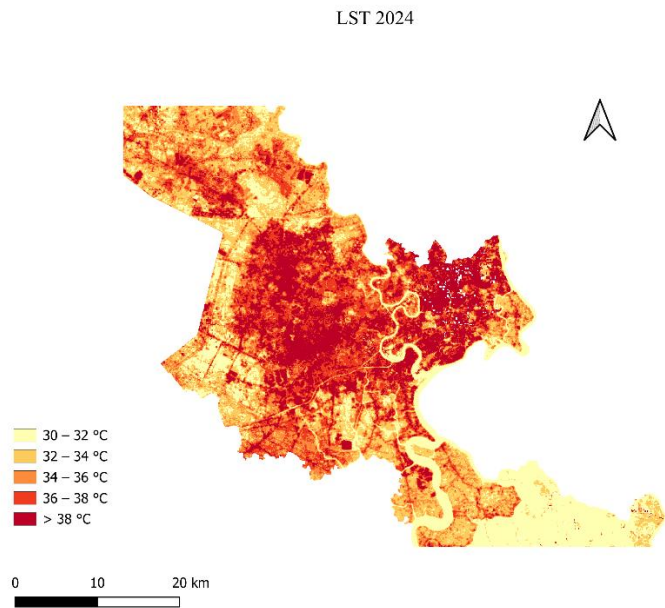 LST 2024
30 – 32 °C
32 – 34 °C
34 – 36 °C
36 – 38 °C
> 38 °C
0 10 20 km